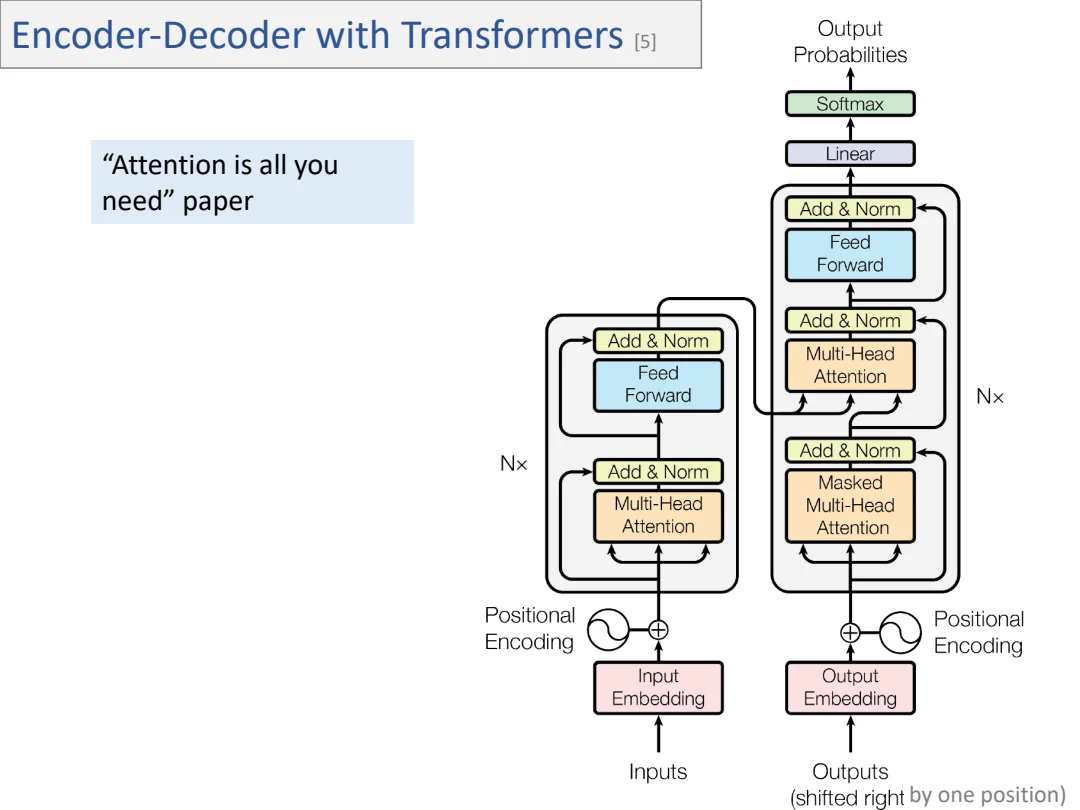 Encoder-Decoder with Transformers [5]
“Attention is all you
need” paper
Output
Probabilities
Softmax
Linear
Add & Norm
Feed
Forward
Add & Norm
Multi-Head
Attention
N×
Add & Norm
Masked
Multi-Head
Attention
Add & Norm
Feed
Forward
N×
Add & Norm
Multi-Head
Attention
Positional
Encoding
Positional
Encoding
Input
Embedding
Output
Embedding
Inputs
Outputs
(shifted right by one position)